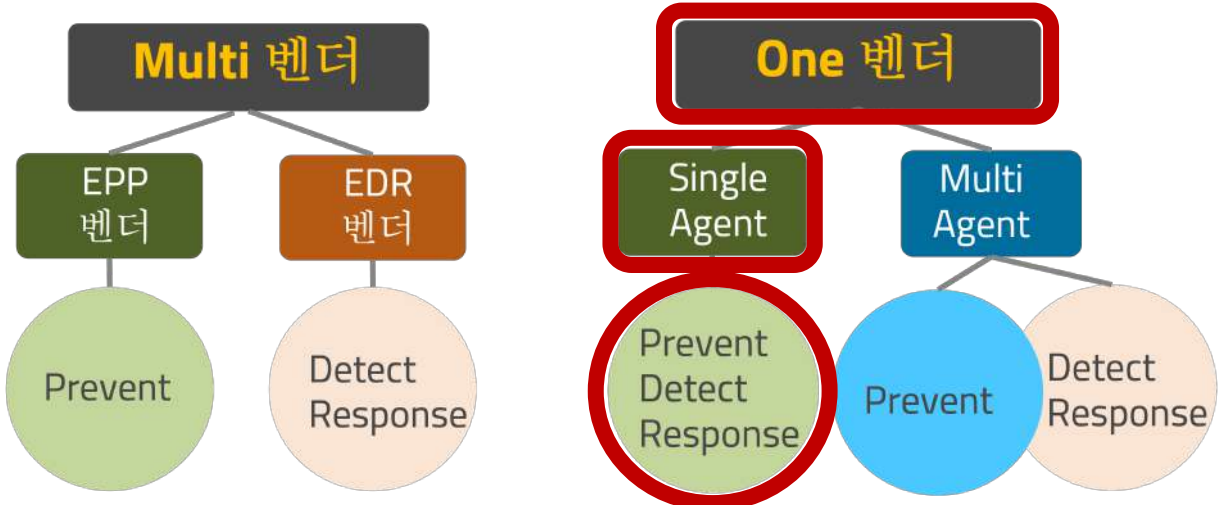 Multi 벤더
EPP
벤더
EDR
벤더
Prevent
Detect
Response
One 벤더
Single
Agent
Multi
Agent
Prevent
Detect
Response
Prevent
Detect
Response